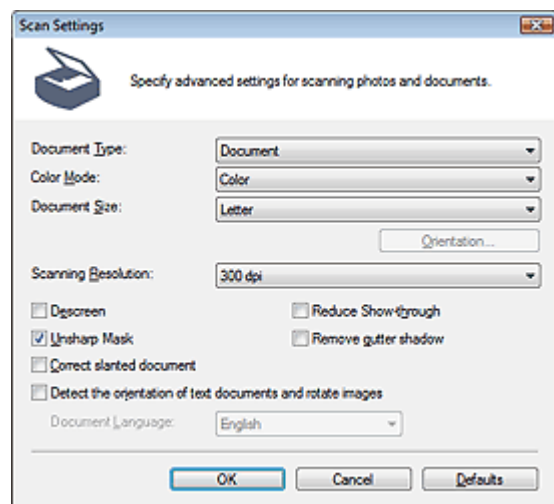 Scan Settings
Specify advanced settings for scanning photos and documents.
Document Type: Document
Color Mode: Color
Document Size: Letter
Orientation...
Scanning Resolution: 300 dpi
Descreen Reduce Show-through
Unsharp Mask Remove gutter shadow
Correct slanted document
Detect the orientation of text documents and rotate images
Document Language: English
OK Cancel Defaults